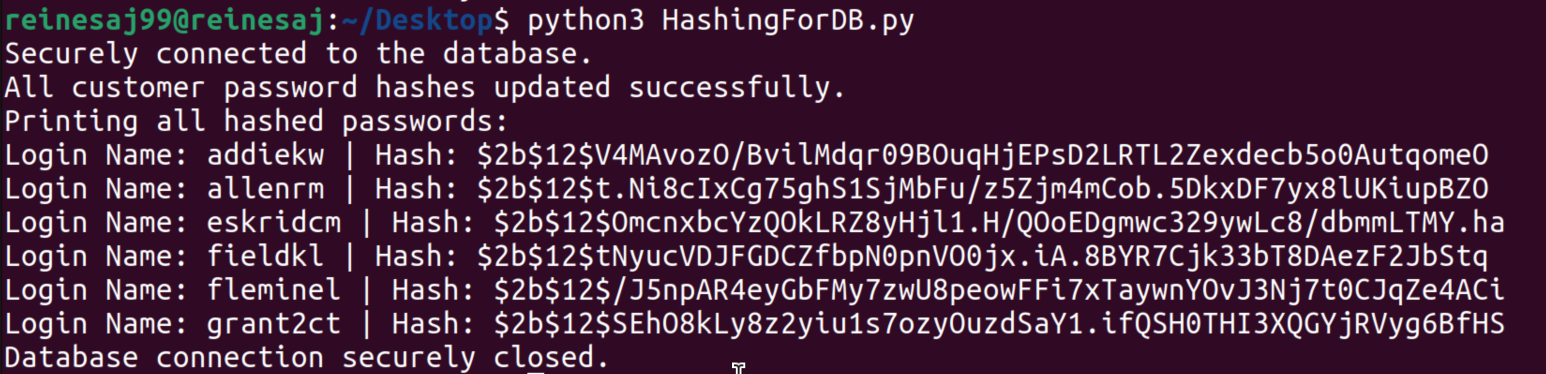 reinesaj99@reinesaj:~/Desktop$ python3 HashingForDB.py
Securely connected to the database.
All customer password hashes updated successfully.
Printing all hashed passwords:
Login Name: addiekw | Hash: $2b$12$V4MAvozO/BvilMdqr09BOuqHjEPsD2LRTL2Zexdecb5o0AutqomeO
Login Name: allenrm | Hash: $2b$12$t.Ni8cIxCg75ghS1SjMbFu/z5Zjm4mCob.5DkxDF7yx8lUKiupBZO
Login Name: eskridcm | Hash: $2b$12$OmcnxbcYzQOkLRZ8yHjl1.H/QOoEDgmwc329ywLc8/dbmmLTMY.ha
Login Name: fieldkl | Hash: $2b$12$tNyucVDJFGDCZfbpN0pnVO0jx.iA.8BYR7Cjk33bT8DAezF2JbStq
Login Name: fleminel | Hash: $2b$12$/J5npAR4eyGbFMy7zwU8peowFFi7xTaywnYOvJ3Nj7t0CJqZe4ACi
Login Name: grant2ct | Hash: $2b$12$SEhO8kLy8z2yiu1s7ozyOuzdSaY1.ifQSH0THI3XQGYjRVyg6BfHS
Database connection securely closed.